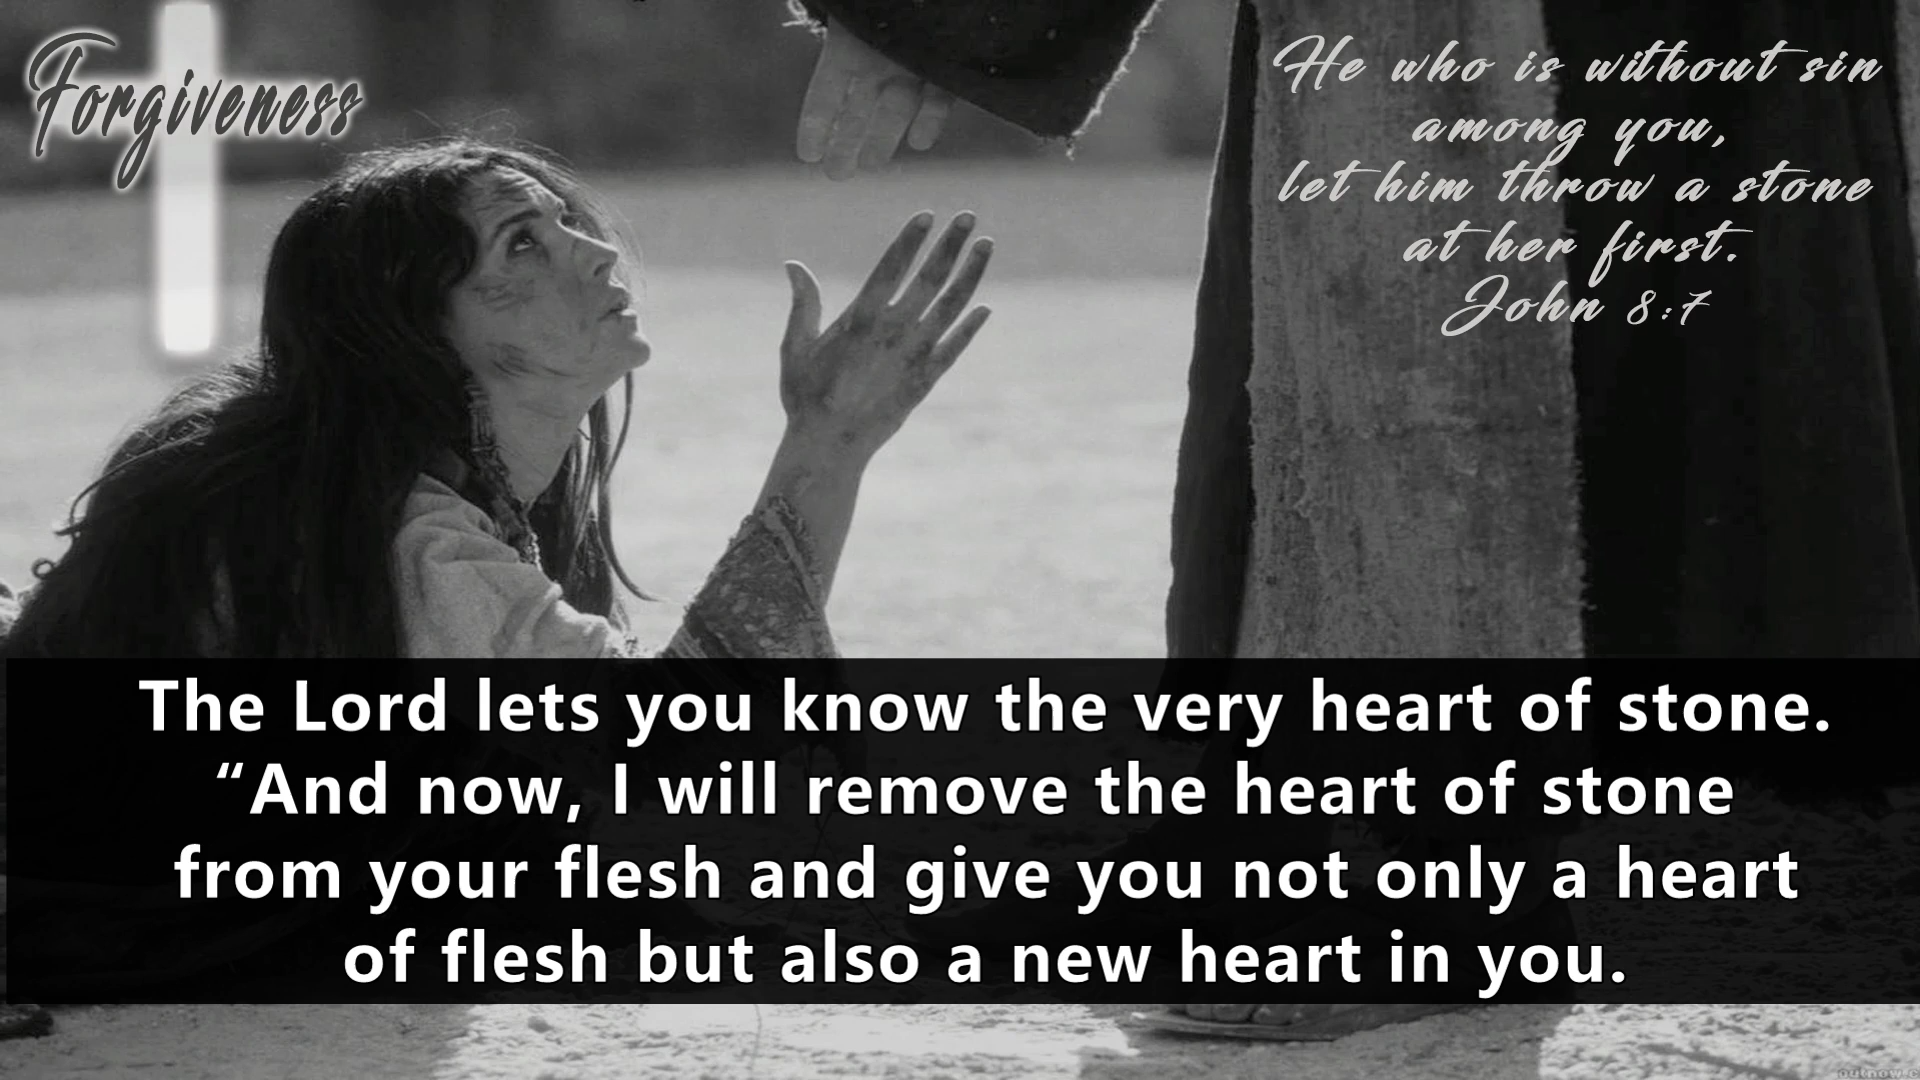 Forgiveness
He who is without sin
among you,
let him throw a stone
at her first.
John 8:7
The Lord lets you know the very heart of stone.
“And now, I will remove the heart of stone
from your flesh and give you not only a heart
of flesh but also a new heart in you.